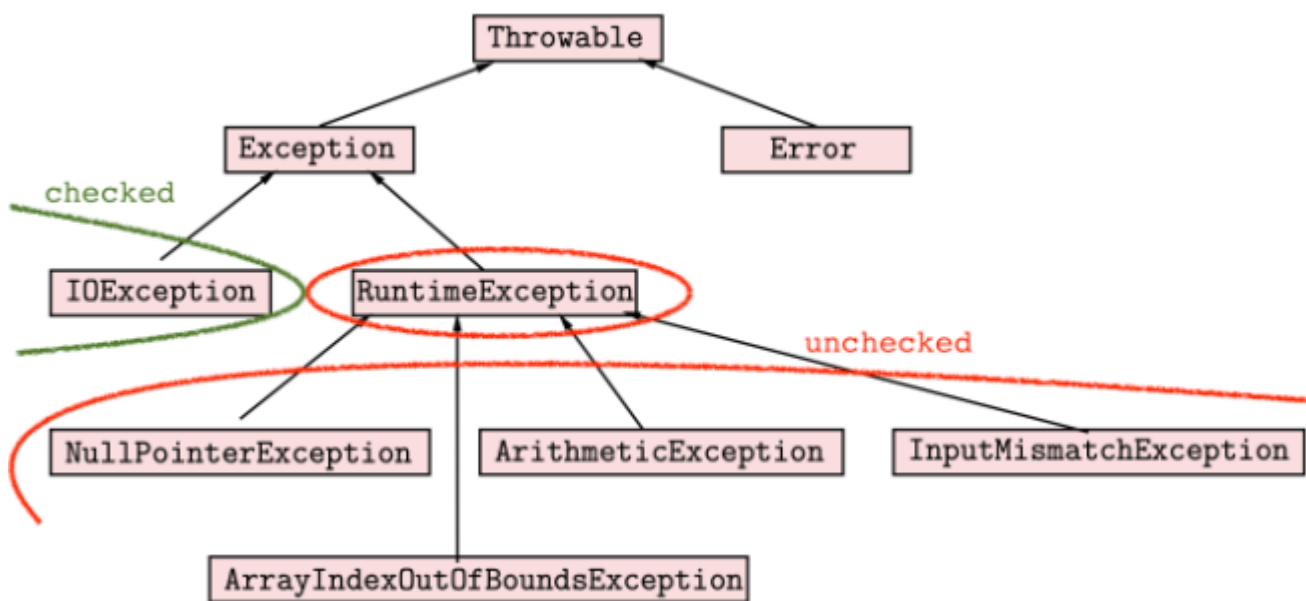 Throwable
Exception
Error
checked
IOException
RuntimeException
unchecked
NullPointerException
ArithmeticException
InputMismatchException
ArrayIndexOutOfBoundsException